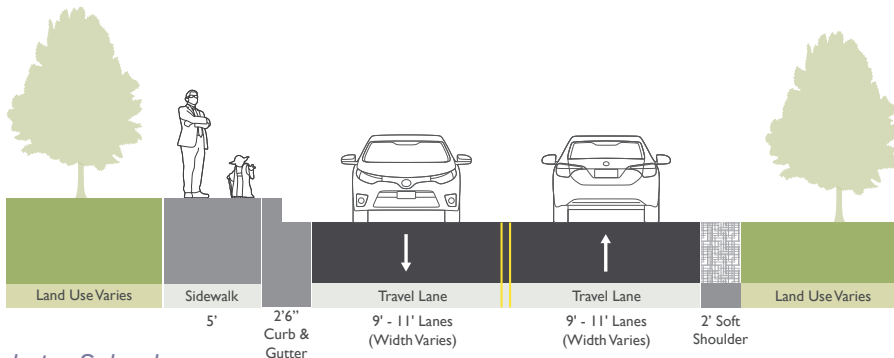 Land Use Varies
Sidewalk
Travel Lane
Travel Lane
Land Use Varies
5'
2'6”
Curb &
Gutter
9' - 11' Lanes
(Width Varies)
9' - 11' Lanes
(Width Varies)
2' Soft
Shoulder